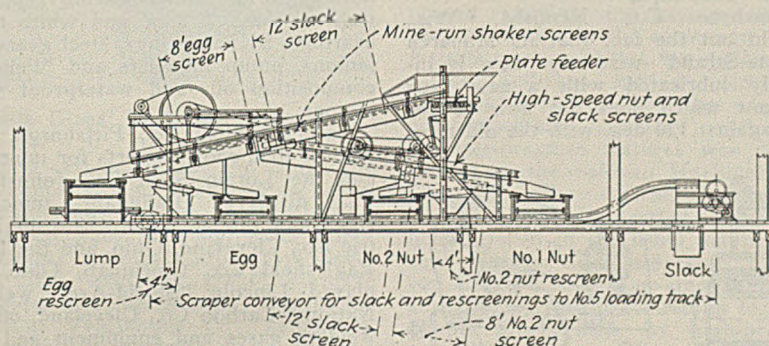 12' slack
screen
8' egg
screen
Mine-run shaker screens
Plate feeder
High-speed nut and
slack screens
Lump
Egg
No.2 Nut
No.1 Nut
Slack
4'
4'
No.2 nut rescreen
Egg
rescreen
Scraper conveyor for slack and rescreenings to No.5 loading track
12' slack
screen
8' No.2 nut
screen